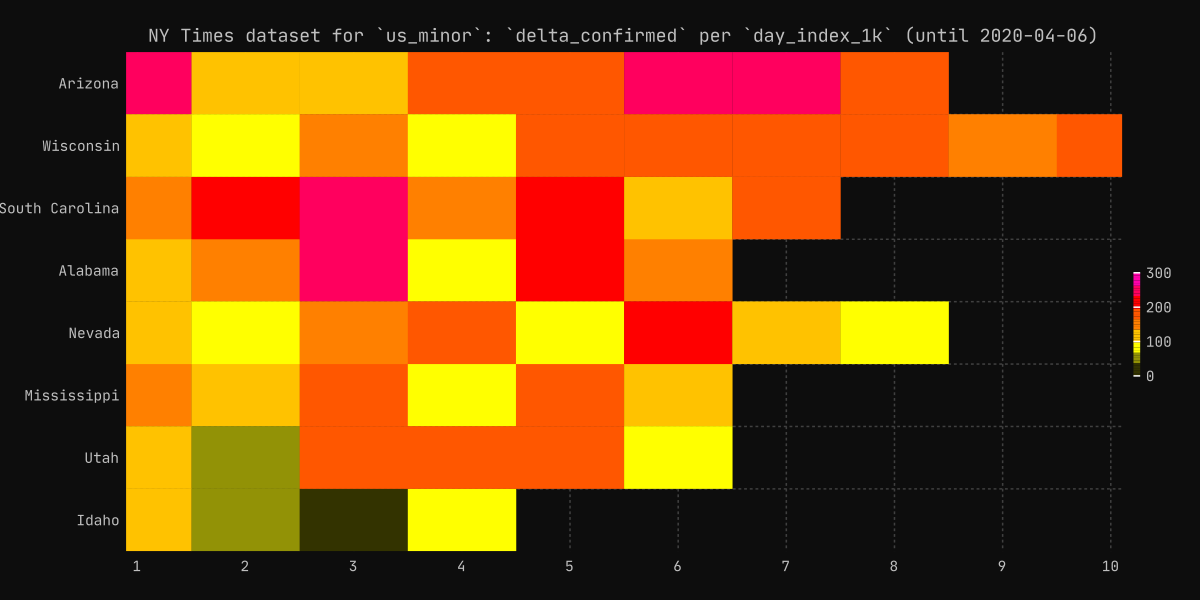 NY Times dataset for `us_minor`: `delta_confirmed` per `day_index_1k` (until 2020-04-06)
Arizona
Wisconsin
South Carolina
Alabama
Nevada
Mississippi
Utah
Idaho
300
200
100
0
1 2 3 4 5 6 7 8 9 10